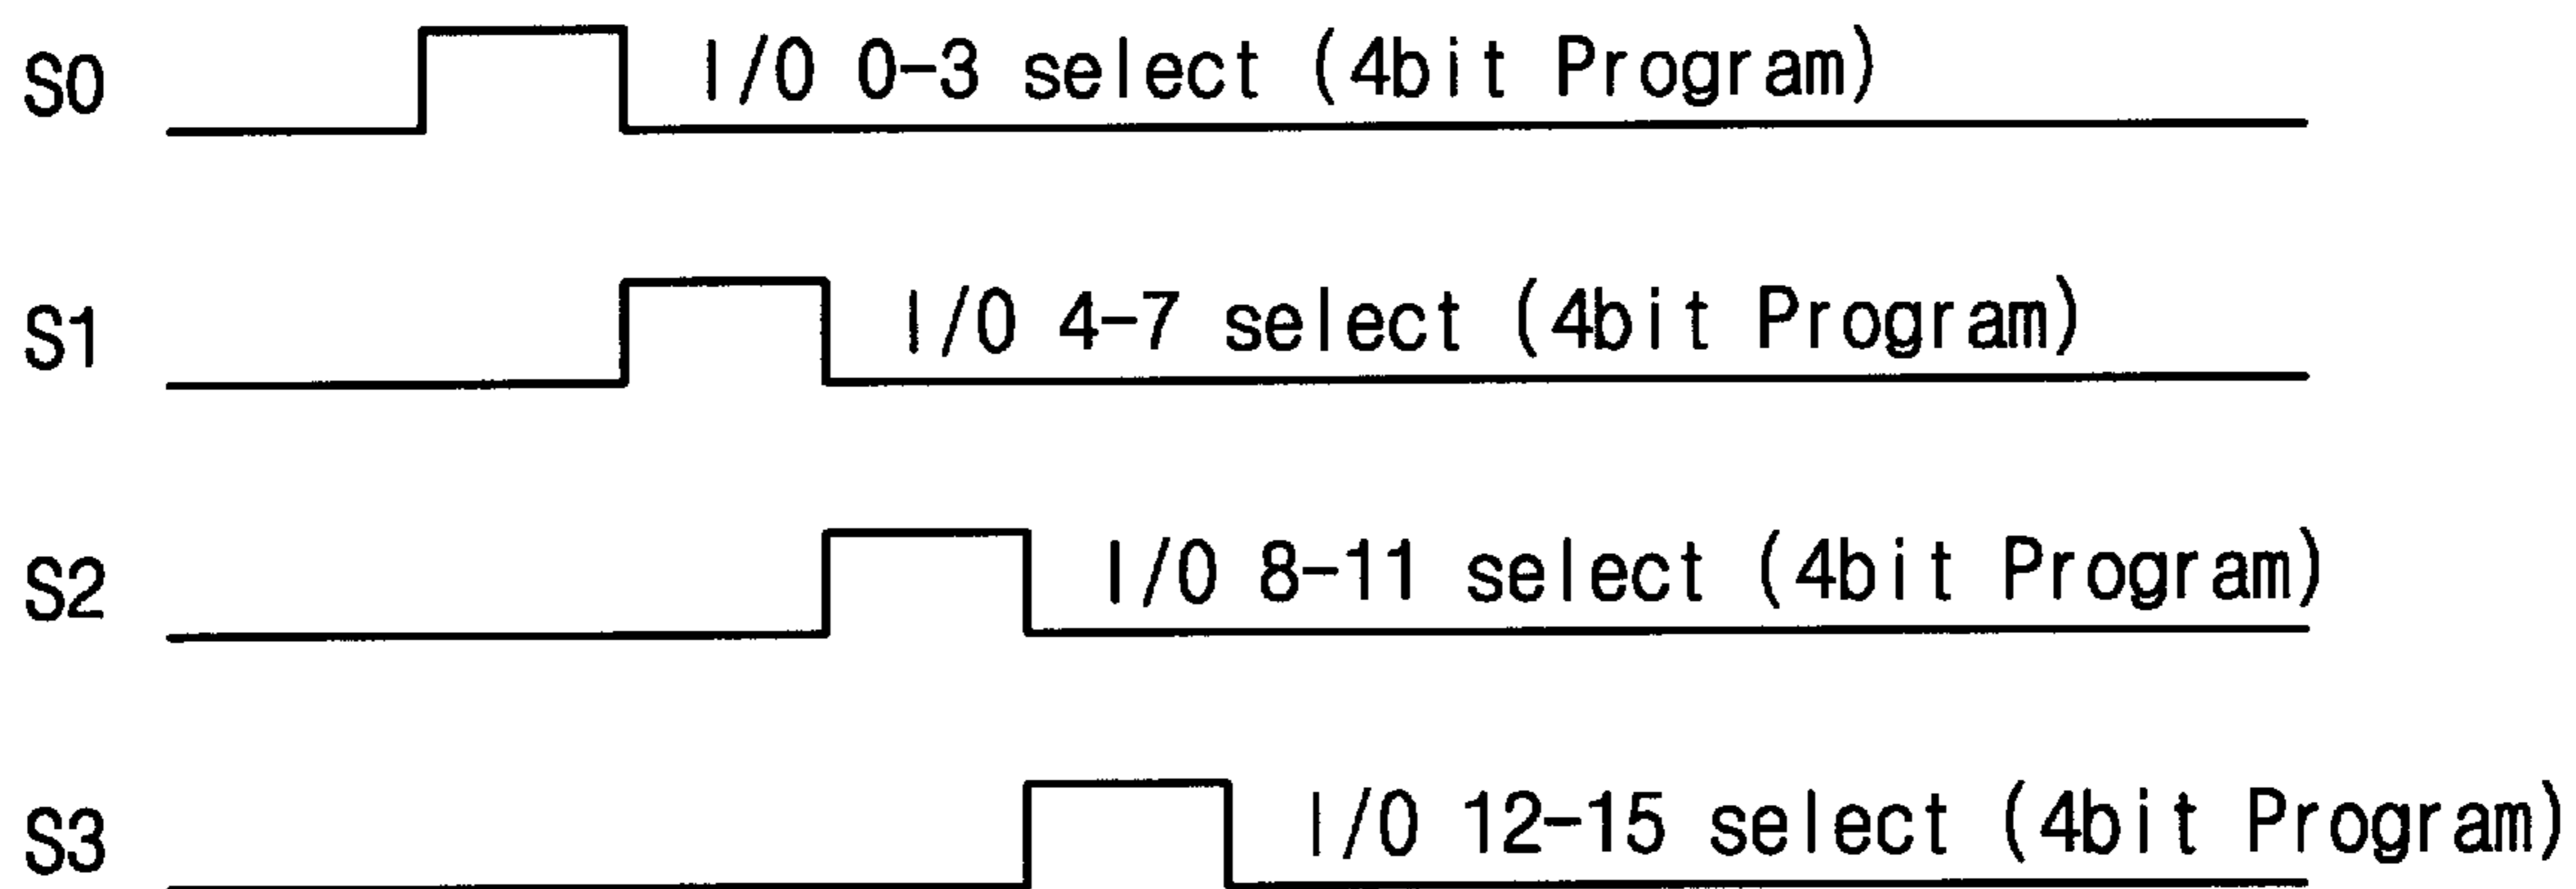 S0 I/O 0-3 select (4bit Program)
S1 I/O 4-7 select (4bit Program)
S2 I/O 8-11 select (4bit Program)
S3 I/O 12-15 select (4bit Program)